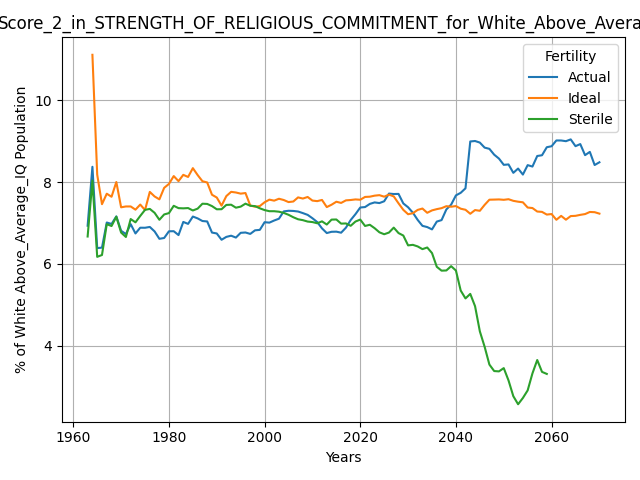 Score_2_in_STRENGTH_OF_RELIGIOUS_COMMITMENT_for_White_Above_Avera
Fertility
Actual
Ideal
Sterile
% of White Above_Average_IQ Population
10
8
6
4
1960 1980 2000 2020 2040 2060
Years